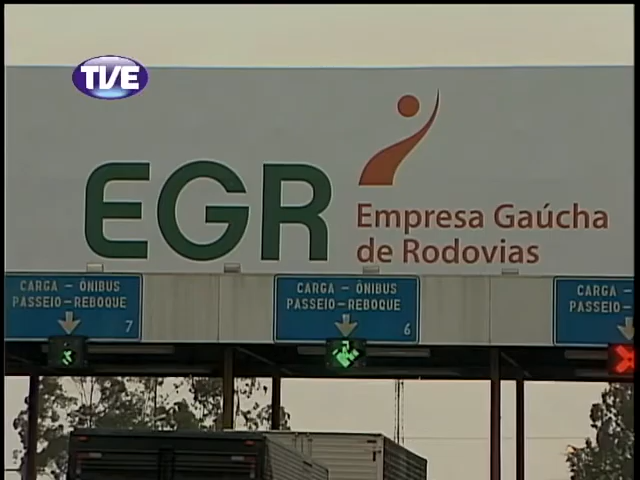 TVE
EGR
Empresa Gaúcha
de Rodovias
CARGA - ÔNIBUS
PASSEIO-REBOQUE
7
CARGA - ÔNIBUS
PASSEIO-REBOQUE
6
CARGA -
PASSEIO-